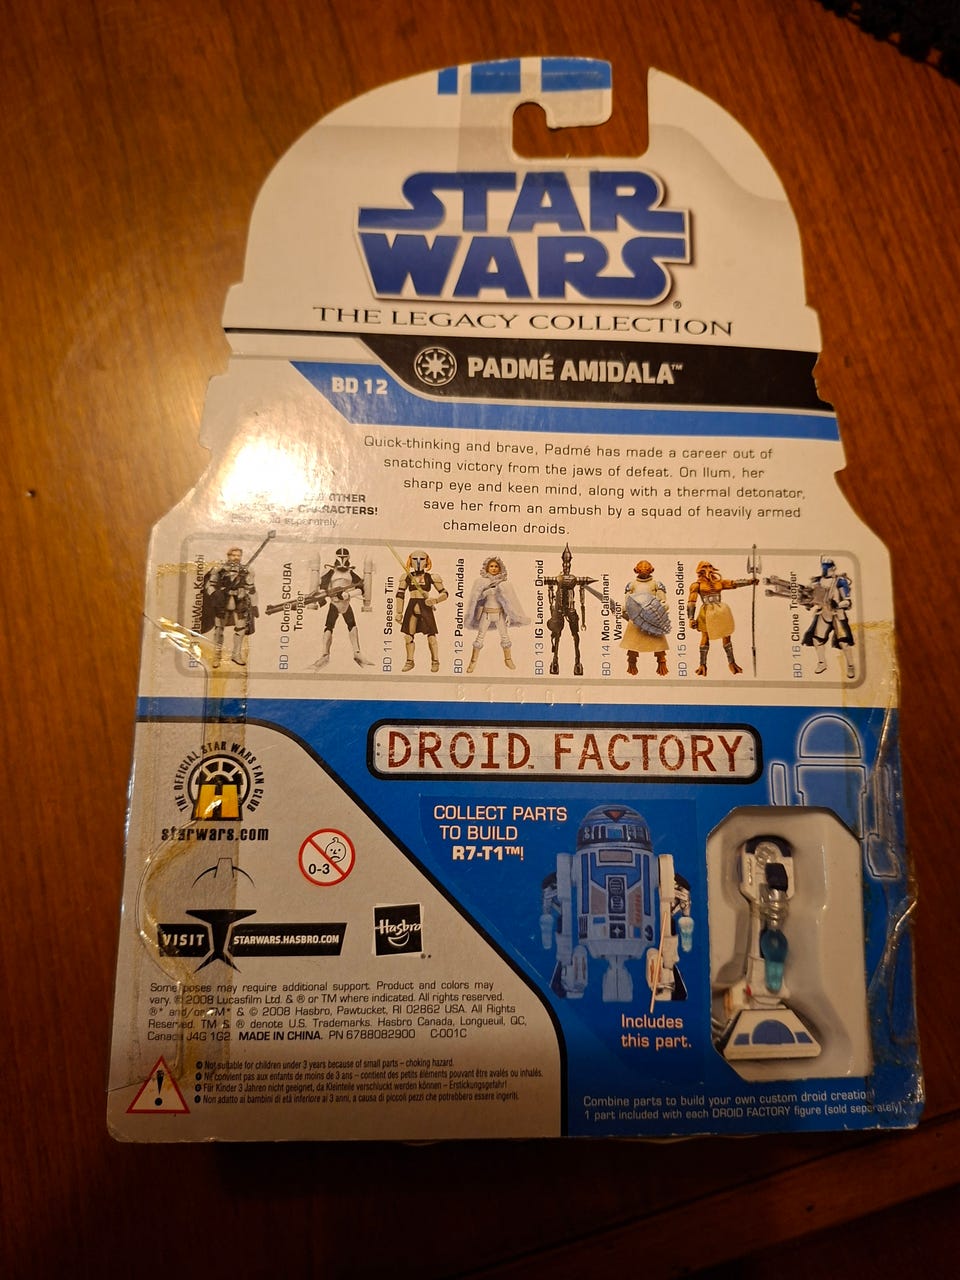 STAR
WARS®
THE LEGACY COLLECTION
PADMÉ AMIDALA™
BD 12
Quick-thinking and brave, Padmé has made a career out of
snatching victory from the jaws of defeat. On Ilum, her
sharp eye and keen mind, along with a thermal detonator,
save her from an ambush by a squad of heavily armed
chameleon droids.
OTHER
CHARACTERS!
separately.
Obi-Wan Kenobi
BD 10 Clone SCUBA
Trooper
BD 11 Saesee Tiin
BD 12 Padmé Amidala
BD 13 IG Lancer Droid
BD 14 Mon Calamari
Warrior
BD 15 Quarren Soldier
BD 16 Clone Trooper
61901
DROID FACTORY™
THE OFFICIAL STAR WARS FAN CLUB
H
starwars.com
0-3
COLLECT PARTS
TO BUILD
R7-T1™!
VISIT STARWARS.HASBRO.COM
Hasbro®.
Includes
this part.
Some poses may require additional support. Product and colors may
vary. © 2008 Lucasfilm Ltd. & ® or TM where indicated. All rights reserved.
®* and/or TM* & © 2008 Hasbro, Pawtucket, RI 02862 USA. All Rights
Reserved. TM & ® denote U.S. Trademarks. Hasbro Canada, Longueuil, QC,
Canada J4G 1G2. MADE IN CHINA. PN 6788082900 C-001C
Not suitable for children under 3 years because of small parts – choking hazard.
Ne convient pas aux enfants de moins de 3 ans – contient des petits éléments pouvant être avalés ou inhalés.
Für Kinder 3 Jahren nicht geeignet, da Kleinteile verschluckt werden können – Erstickungsgefahr!
Non adatto ai bambini di età inferiore ai 3 anni, a causa di piccoli pezzi che potrebbero essere ingeriti.
!
Combine parts to build your own custom droid creation!
1 part included with each DROID FACTORY figure (sold separately).